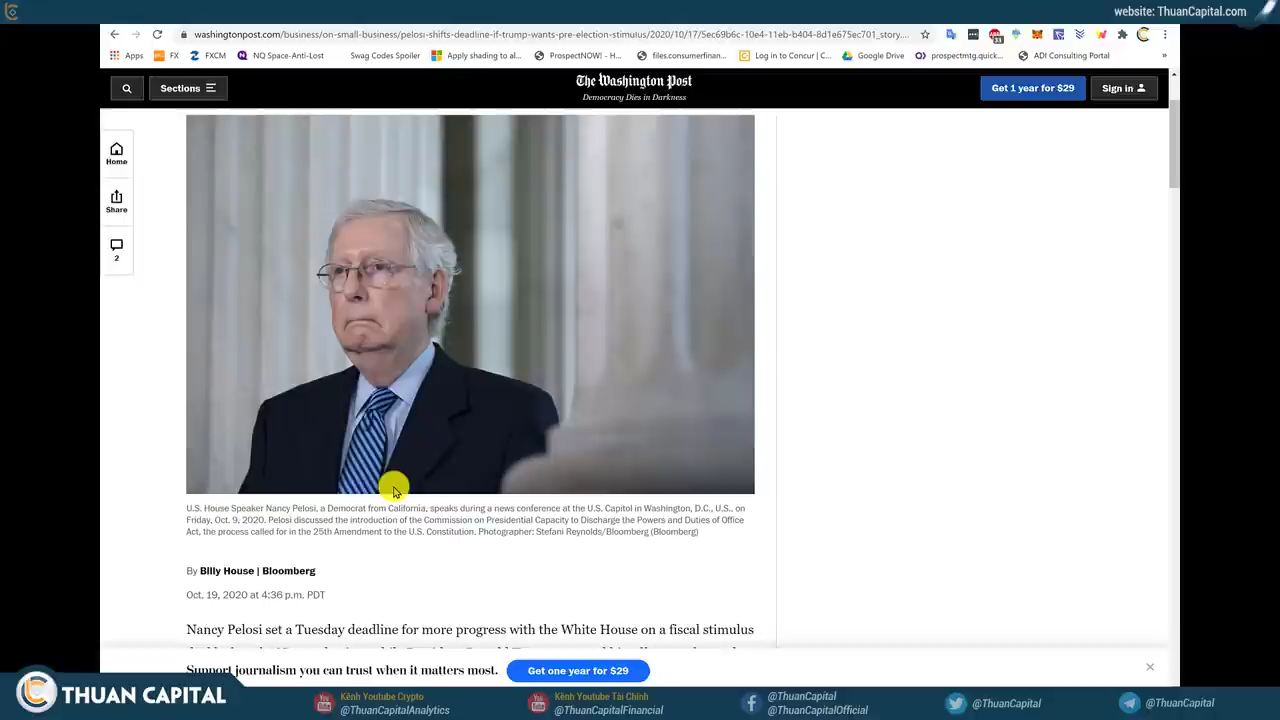 website: ThuanCapital.com
washingtonpost.com/business/on-small-business/pelosi-shifts-deadline-if-trump-wants-pre-election-stimulus/2020/10/17/5ec69b6c-10e4-11eb-b404-8d1e675ec701_story....
Apps FX FXCM NQ Space-Anti-Lost Swag Codes Spoiler Apply shading to al... ProspectNOW! - H... files.consumerfinan... Log in to Concur | C... Google Drive prospectmtg.quick... ADI Consulting Portal »
Sections
The Washington Post
Democracy Dies in Darkness
Get 1 year for $29
Sign in
Home
Share
2
U.S. House Speaker Nancy Pelosi, a Democrat from California, speaks during a news conference at the U.S. Capitol in Washington, D.C., U.S., on
Friday, Oct. 9, 2020. Pelosi discussed the introduction of the Commission on Presidential Capacity to Discharge the Powers and Duties of Office
Act, the process called for in the 25th Amendment to the U.S. Constitution. Photographer: Stefani Reynolds/Bloomberg (Bloomberg)
By Billy House | Bloomberg
Oct. 19, 2020 at 4:36 p.m. PDT
Nancy Pelosi set a Tuesday deadline for more progress with the White House on a fiscal stimulus
Support journalism you can trust when it matters most.
Get one year for $29
THUAN CAPITAL
Kênh Youtube Crypto
@ThuanCapitalAnalytics
Kênh Youtube Tài Chính
@ThuanCapitalFinancial
@ThuanCapital
@ThuanCapitalOfficial
@ThuanCapital
@ThuanCapital